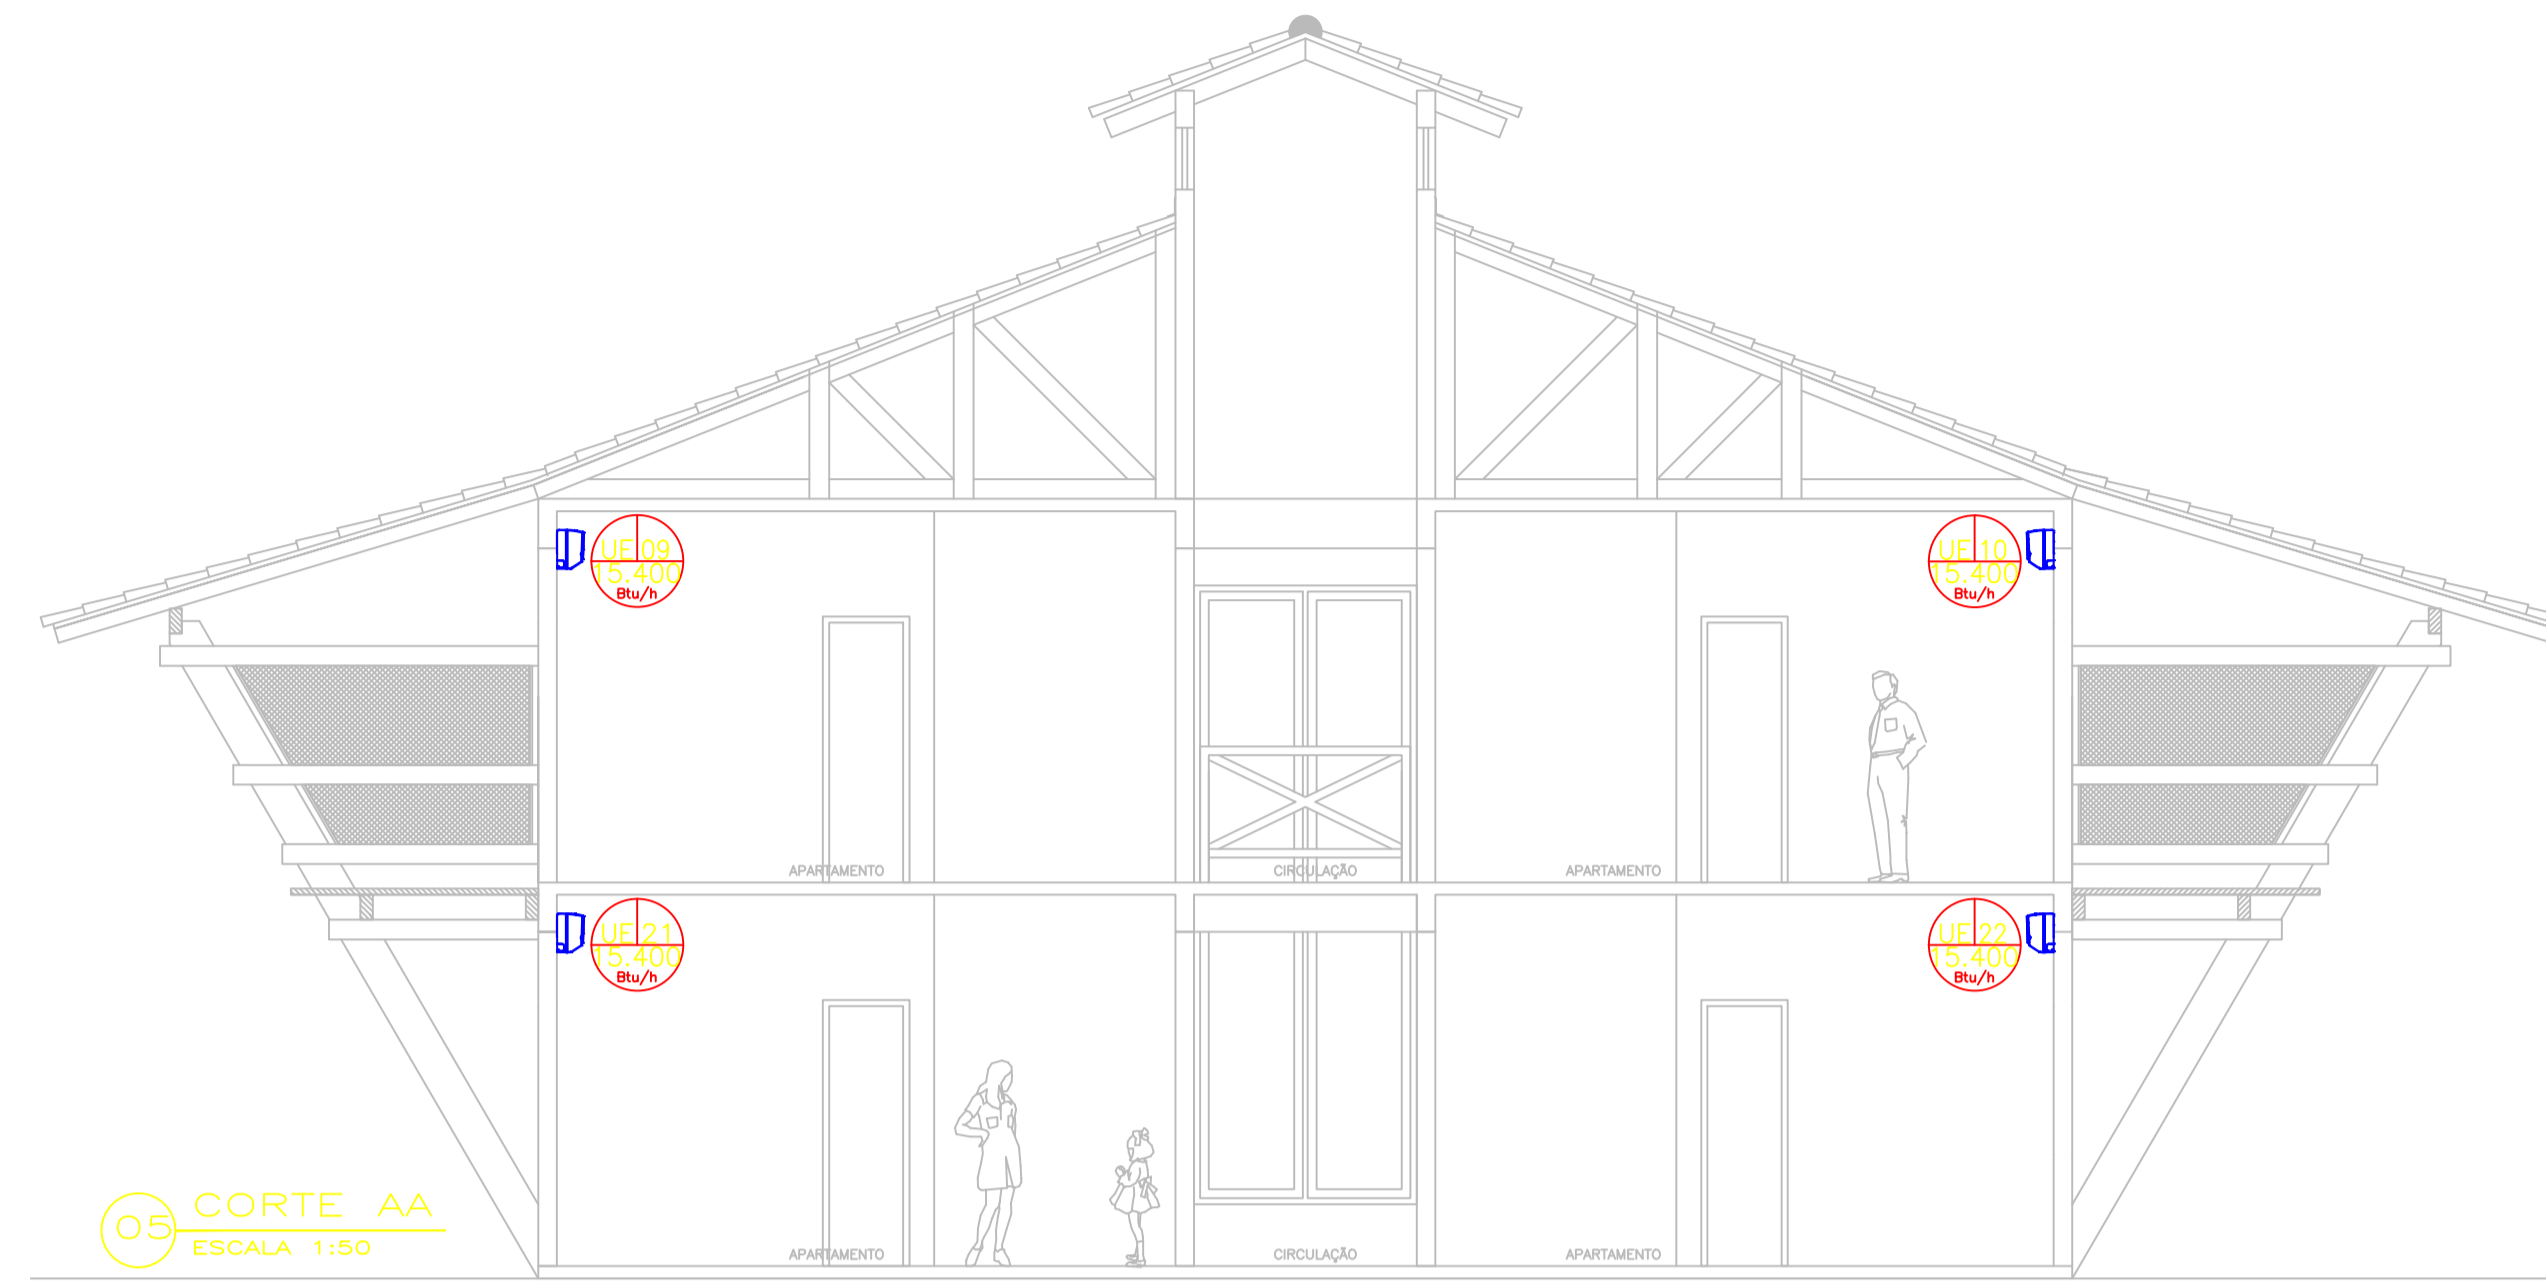 UE 09
15.400
Btu/h
UE 10
15.400
Btu/h
APARTAMENTO
CIRCULAÇÃO
APARTAMENTO
UE 21
15.400
Btu/h
UE 22
15.400
Btu/h
APARTAMENTO
CIRCULAÇÃO
APARTAMENTO
05
CORTE AA
ESCALA 1:50